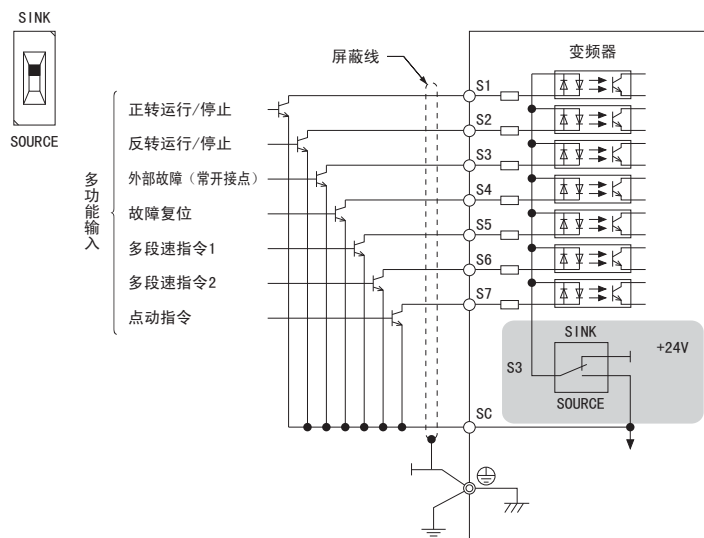 SINK
SOURCE
屏蔽线
变频器
多功能输入
正转运行/停止
反转运行/停止
外部故障（常开接点）
故障复位
多段速指令1
多段速指令2
点动指令
S1
S2
S3
S4
S5
S6
S7
SINK
+24V
S3
SOURCE
SC